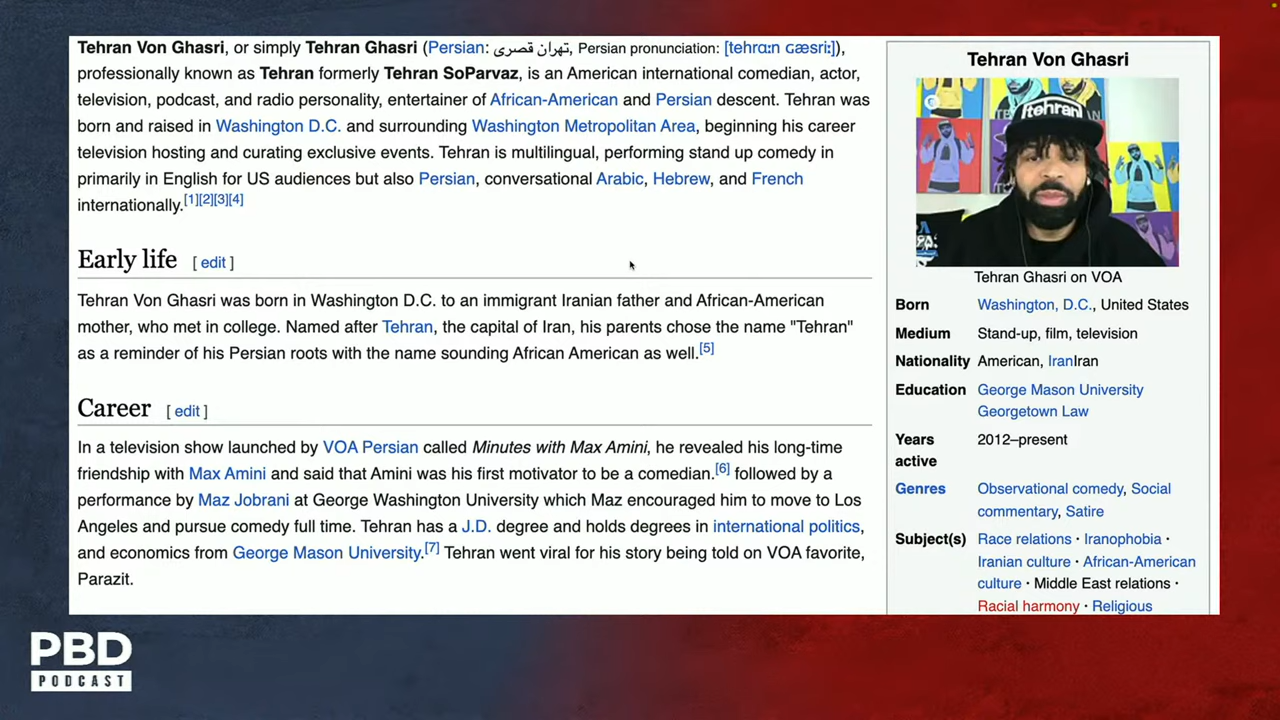 Tehran Von Ghasri, or simply Tehran Ghasri (Persian: تهران قصری, Persian pronunciation: [tehrɑːn ɢæsriː]),
professionally known as Tehran formerly Tehran SoParvaz, is an American international comedian, actor,
television, podcast, and radio personality, entertainer of African-American and Persian descent. Tehran was
born and raised in Washington D.C. and surrounding Washington Metropolitan Area, beginning his career
television hosting and curating exclusive events. Tehran is multilingual, performing stand up comedy in
primarily in English for US audiences but also Persian, conversational Arabic, Hebrew, and French
internationally.[1][2][3][4]
Early life [ edit ]
Tehran Von Ghasri was born in Washington D.C. to an immigrant Iranian father and African-American
mother, who met in college. Named after Tehran, the capital of Iran, his parents chose the name "Tehran"
as a reminder of his Persian roots with the name sounding African American as well.[5]
Career [ edit ]
In a television show launched by VOA Persian called Minutes with Max Amini, he revealed his long-time
friendship with Max Amini and said that Amini was his first motivator to be a comedian.[6] followed by a
performance by Maz Jobrani at George Washington University which Maz encouraged him to move to Los
Angeles and pursue comedy full time. Tehran has a J.D. degree and holds degrees in international politics,
and economics from George Mason University.[7] Tehran went viral for his story being told on VOA favorite,
Parazit.
Tehran Von Ghasri
tehran
Tehran Ghasri on VOA
Born Washington, D.C., United States
Medium Stand-up, film, television
Nationality American, IranIran
Education George Mason University
Georgetown Law
Years 2012–present
active
Genres Observational comedy, Social
commentary, Satire
Subject(s) Race relations · Iranophobia ·
Iranian culture · African-American
culture · Middle East relations ·
Racial harmony · Religious
PBD
PODCAST